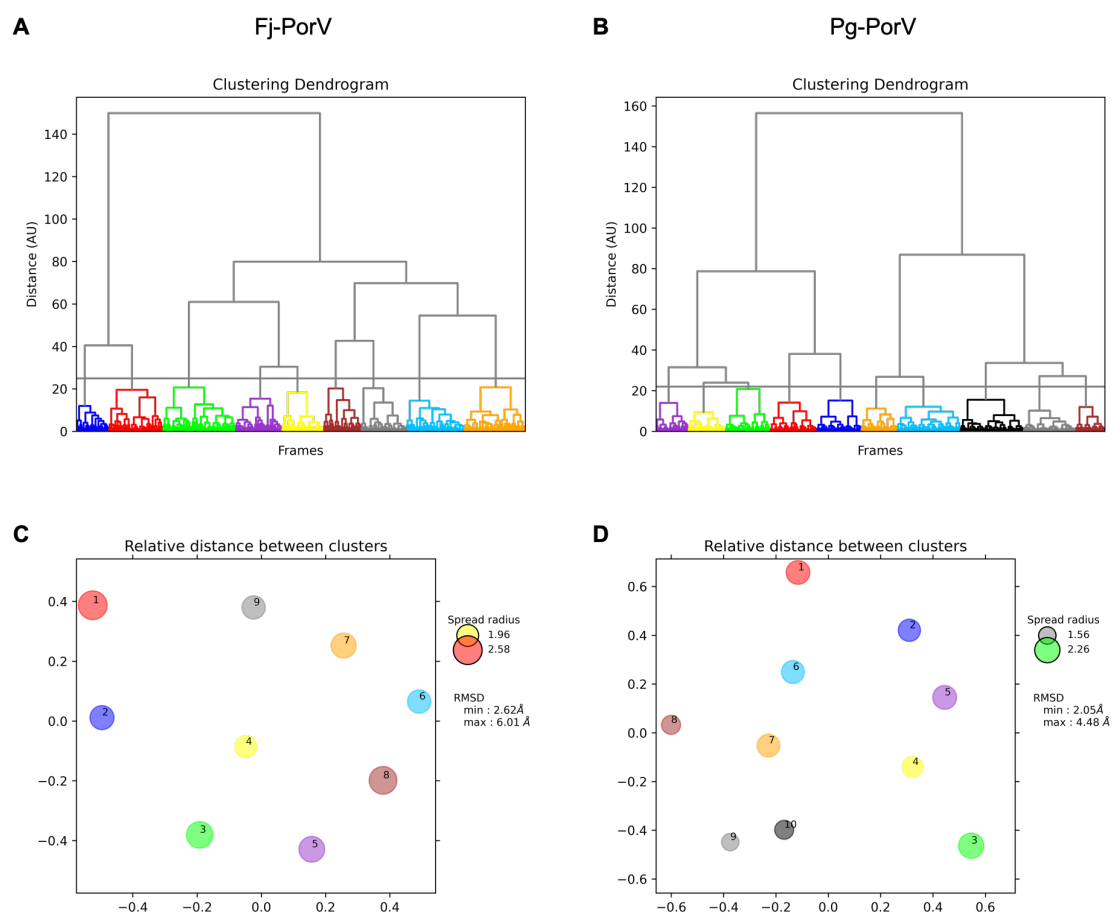 A
Fj-PorV
B
Pg-PorV
Clustering Dendrogram
Distance (AU)
140
120
100
80
60
40
20
0
Frames
Clustering Dendrogram
Distance (AU)
160
140
120
100
80
60
40
20
0
Frames
C
Relative distance between clusters
0.4
0.2
0.0
−0.2
−0.4
−0.4
−0.2
0.0
0.2
0.4
1
9
7
6
2
4
8
3
5
Spread radius
1.96
2.58
RMSD
min : 2.62Å
max : 6.01 Å
D
Relative distance between clusters
0.6
0.4
0.2
0.0
−0.2
−0.4
−0.6
−0.6
−0.4
−0.2
0.0
0.2
0.4
0.6
1
2
6
5
8
7
4
10
9
3
Spread radius
1.56
2.26
RMSD
min : 2.05Å
max : 4.48 Å